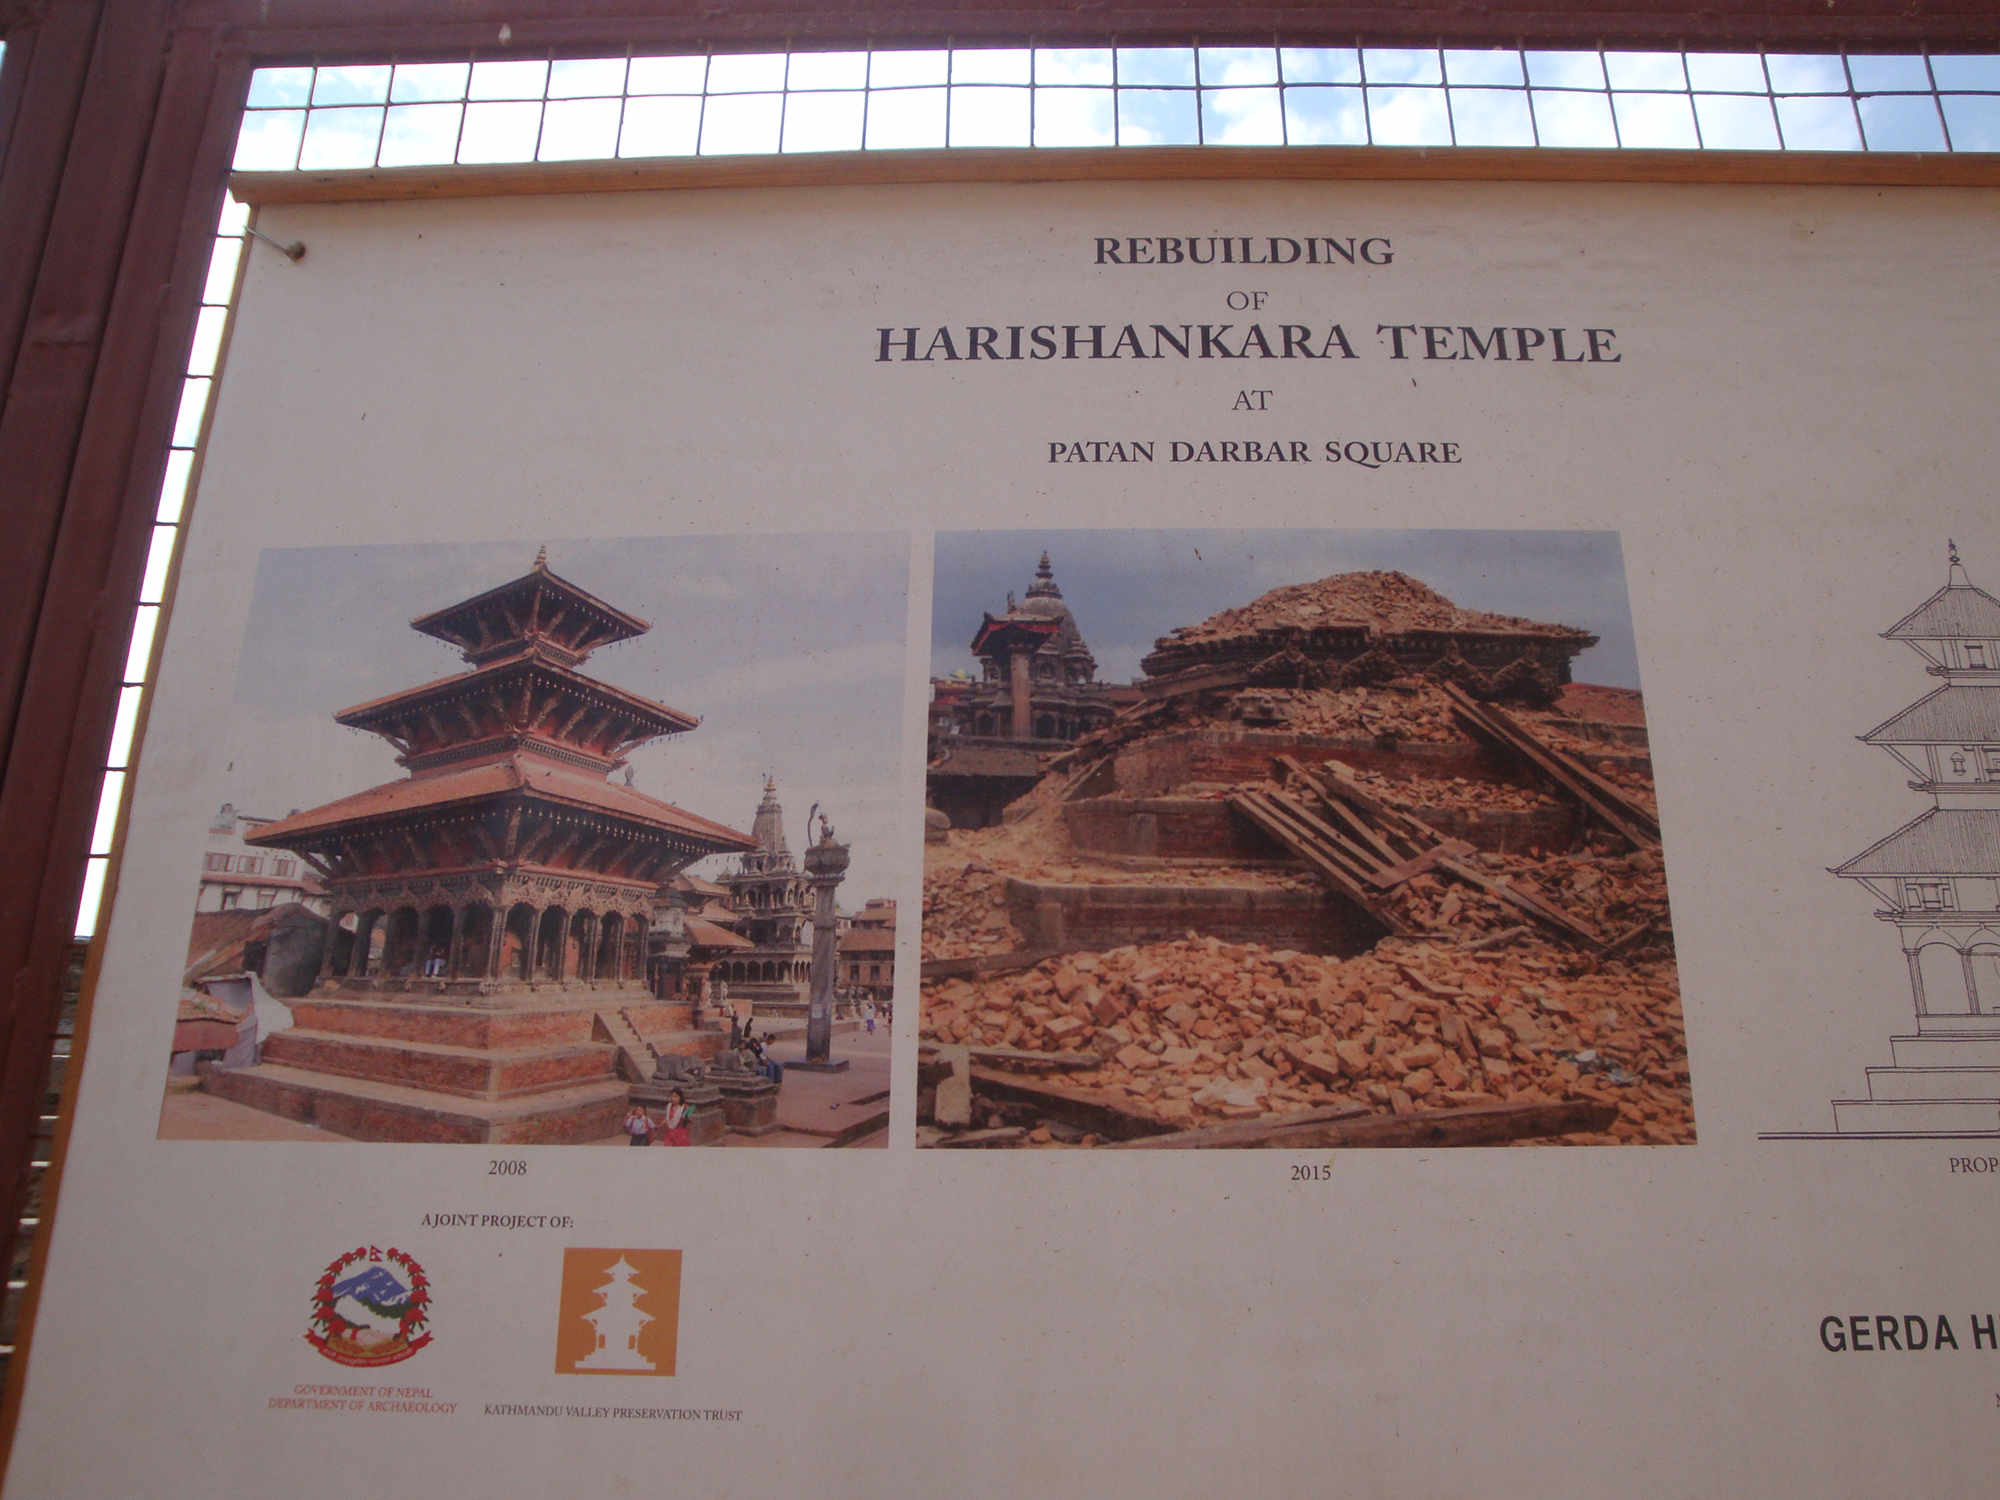 REBUILDING
OF
HARISHANKARA TEMPLE
AT
PATAN DARBAR SQUARE
2008
2015
PROP
A JOINT PROJECT OF:
GOVERNMENT OF NEPAL
DEPARTMENT OF ARCHAEOLOGY
KATHMANDU VALLEY PRESERVATION TRUST
GERDA H